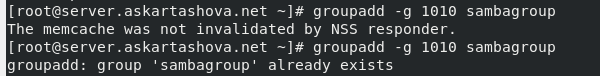 [root@server.askartashova.net ~]# groupadd -g 1010 sambagroup
The memcache was not invalidated by NSS responder.
[root@server.askartashova.net ~]# groupadd -g 1010 sambagroup
groupadd: group 'sambagroup' already exists